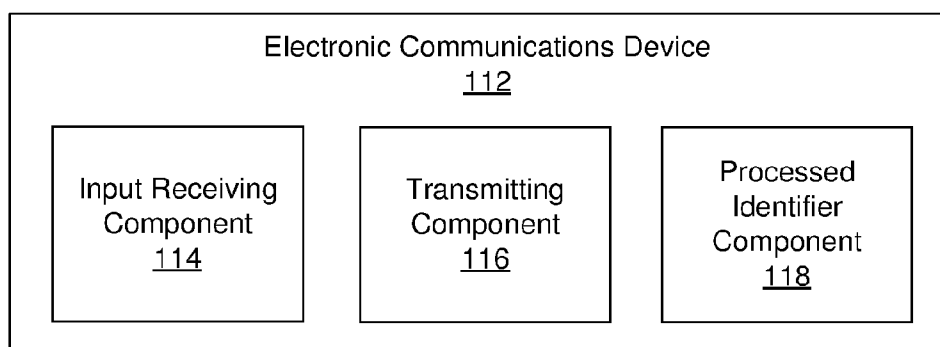 Electronic Communications Device
112
Input Receiving
Component
114
Transmitting
Component
116
Processed
Identifier
Component
118